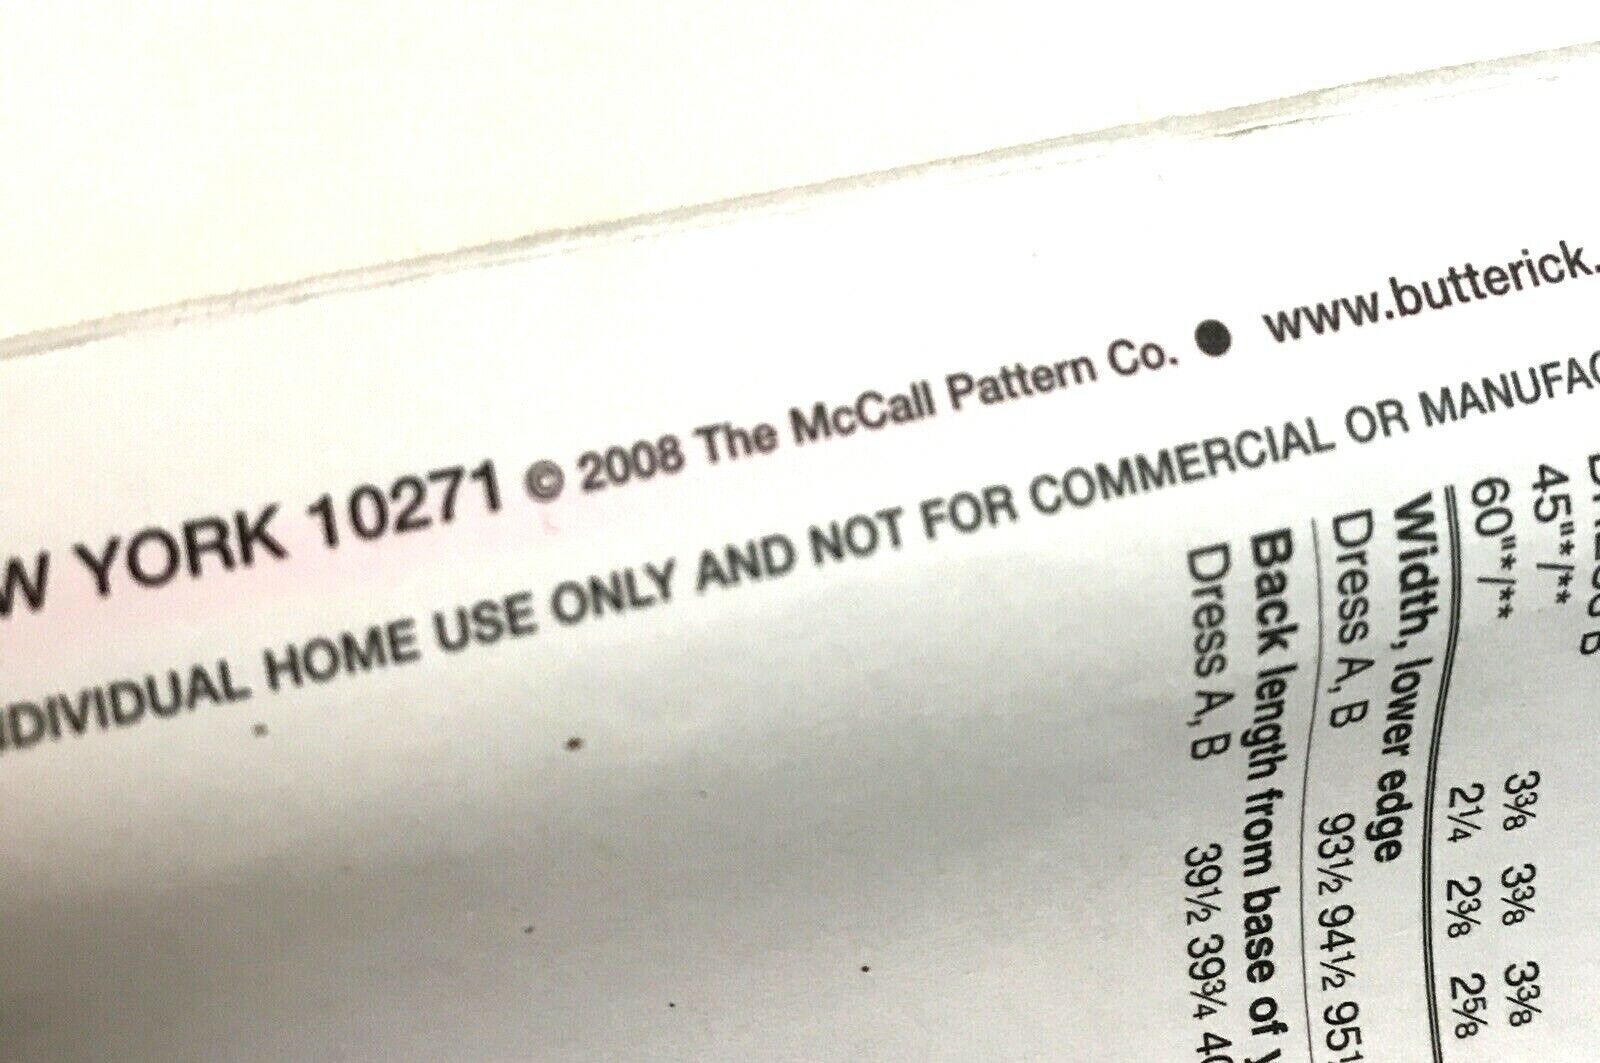 YORK 10271 © 2008 The McCall Pattern Co. ● www.butterick.
HOME USE ONLY AND NOT FOR COMMERCIAL OR
45"*/** 3⅜ 3⅜ 3⅜
60"*/** 2¼ 2⅜ 2⅝
Width, lower edge
Dress A, B 93½ 94½
Back length from base of
Dress A, B 39½ 39¾